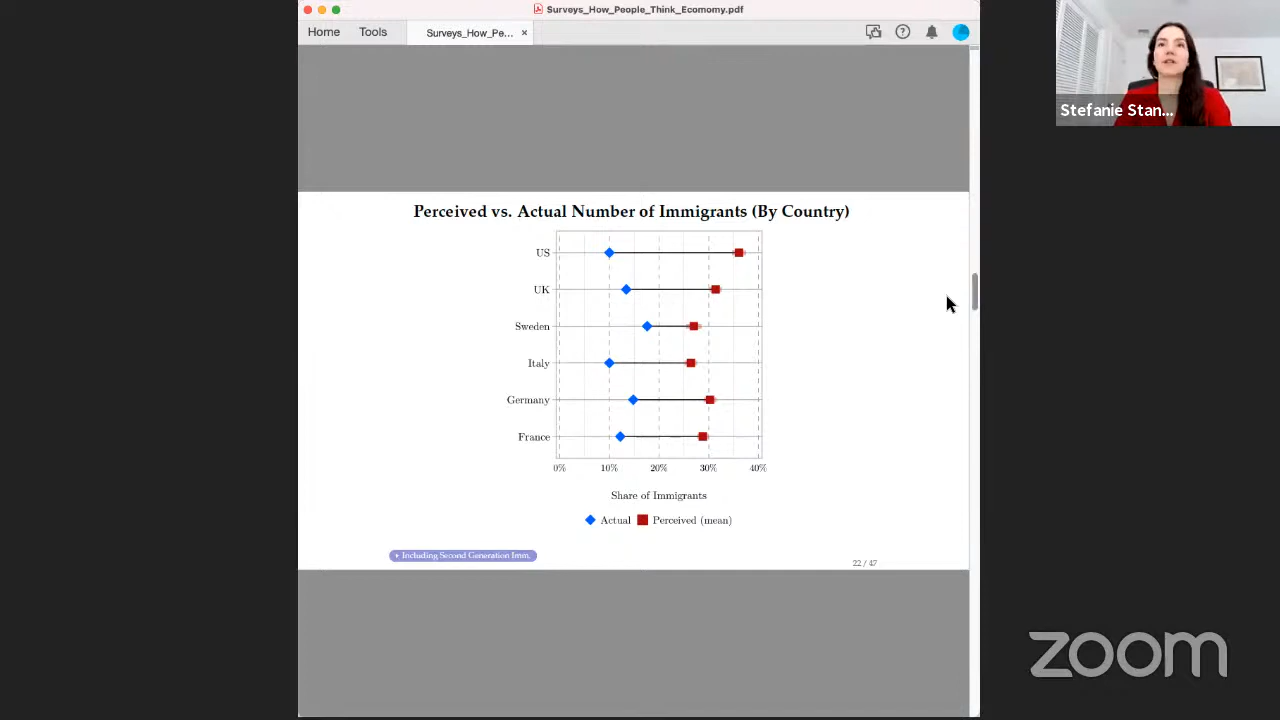 Surveys_How_People_Think_Ecomomy.pdf
Home Tools Surveys_How_Pe... ×
Stefanie Stan...
Perceived vs. Actual Number of Immigrants (By Country)
US
UK
Sweden
Italy
Germany
France
0% 10% 20% 30% 40%
Share of Immigrants
Actual Perceived (mean)
Including Second Generation Imm.
22 / 47
zoom